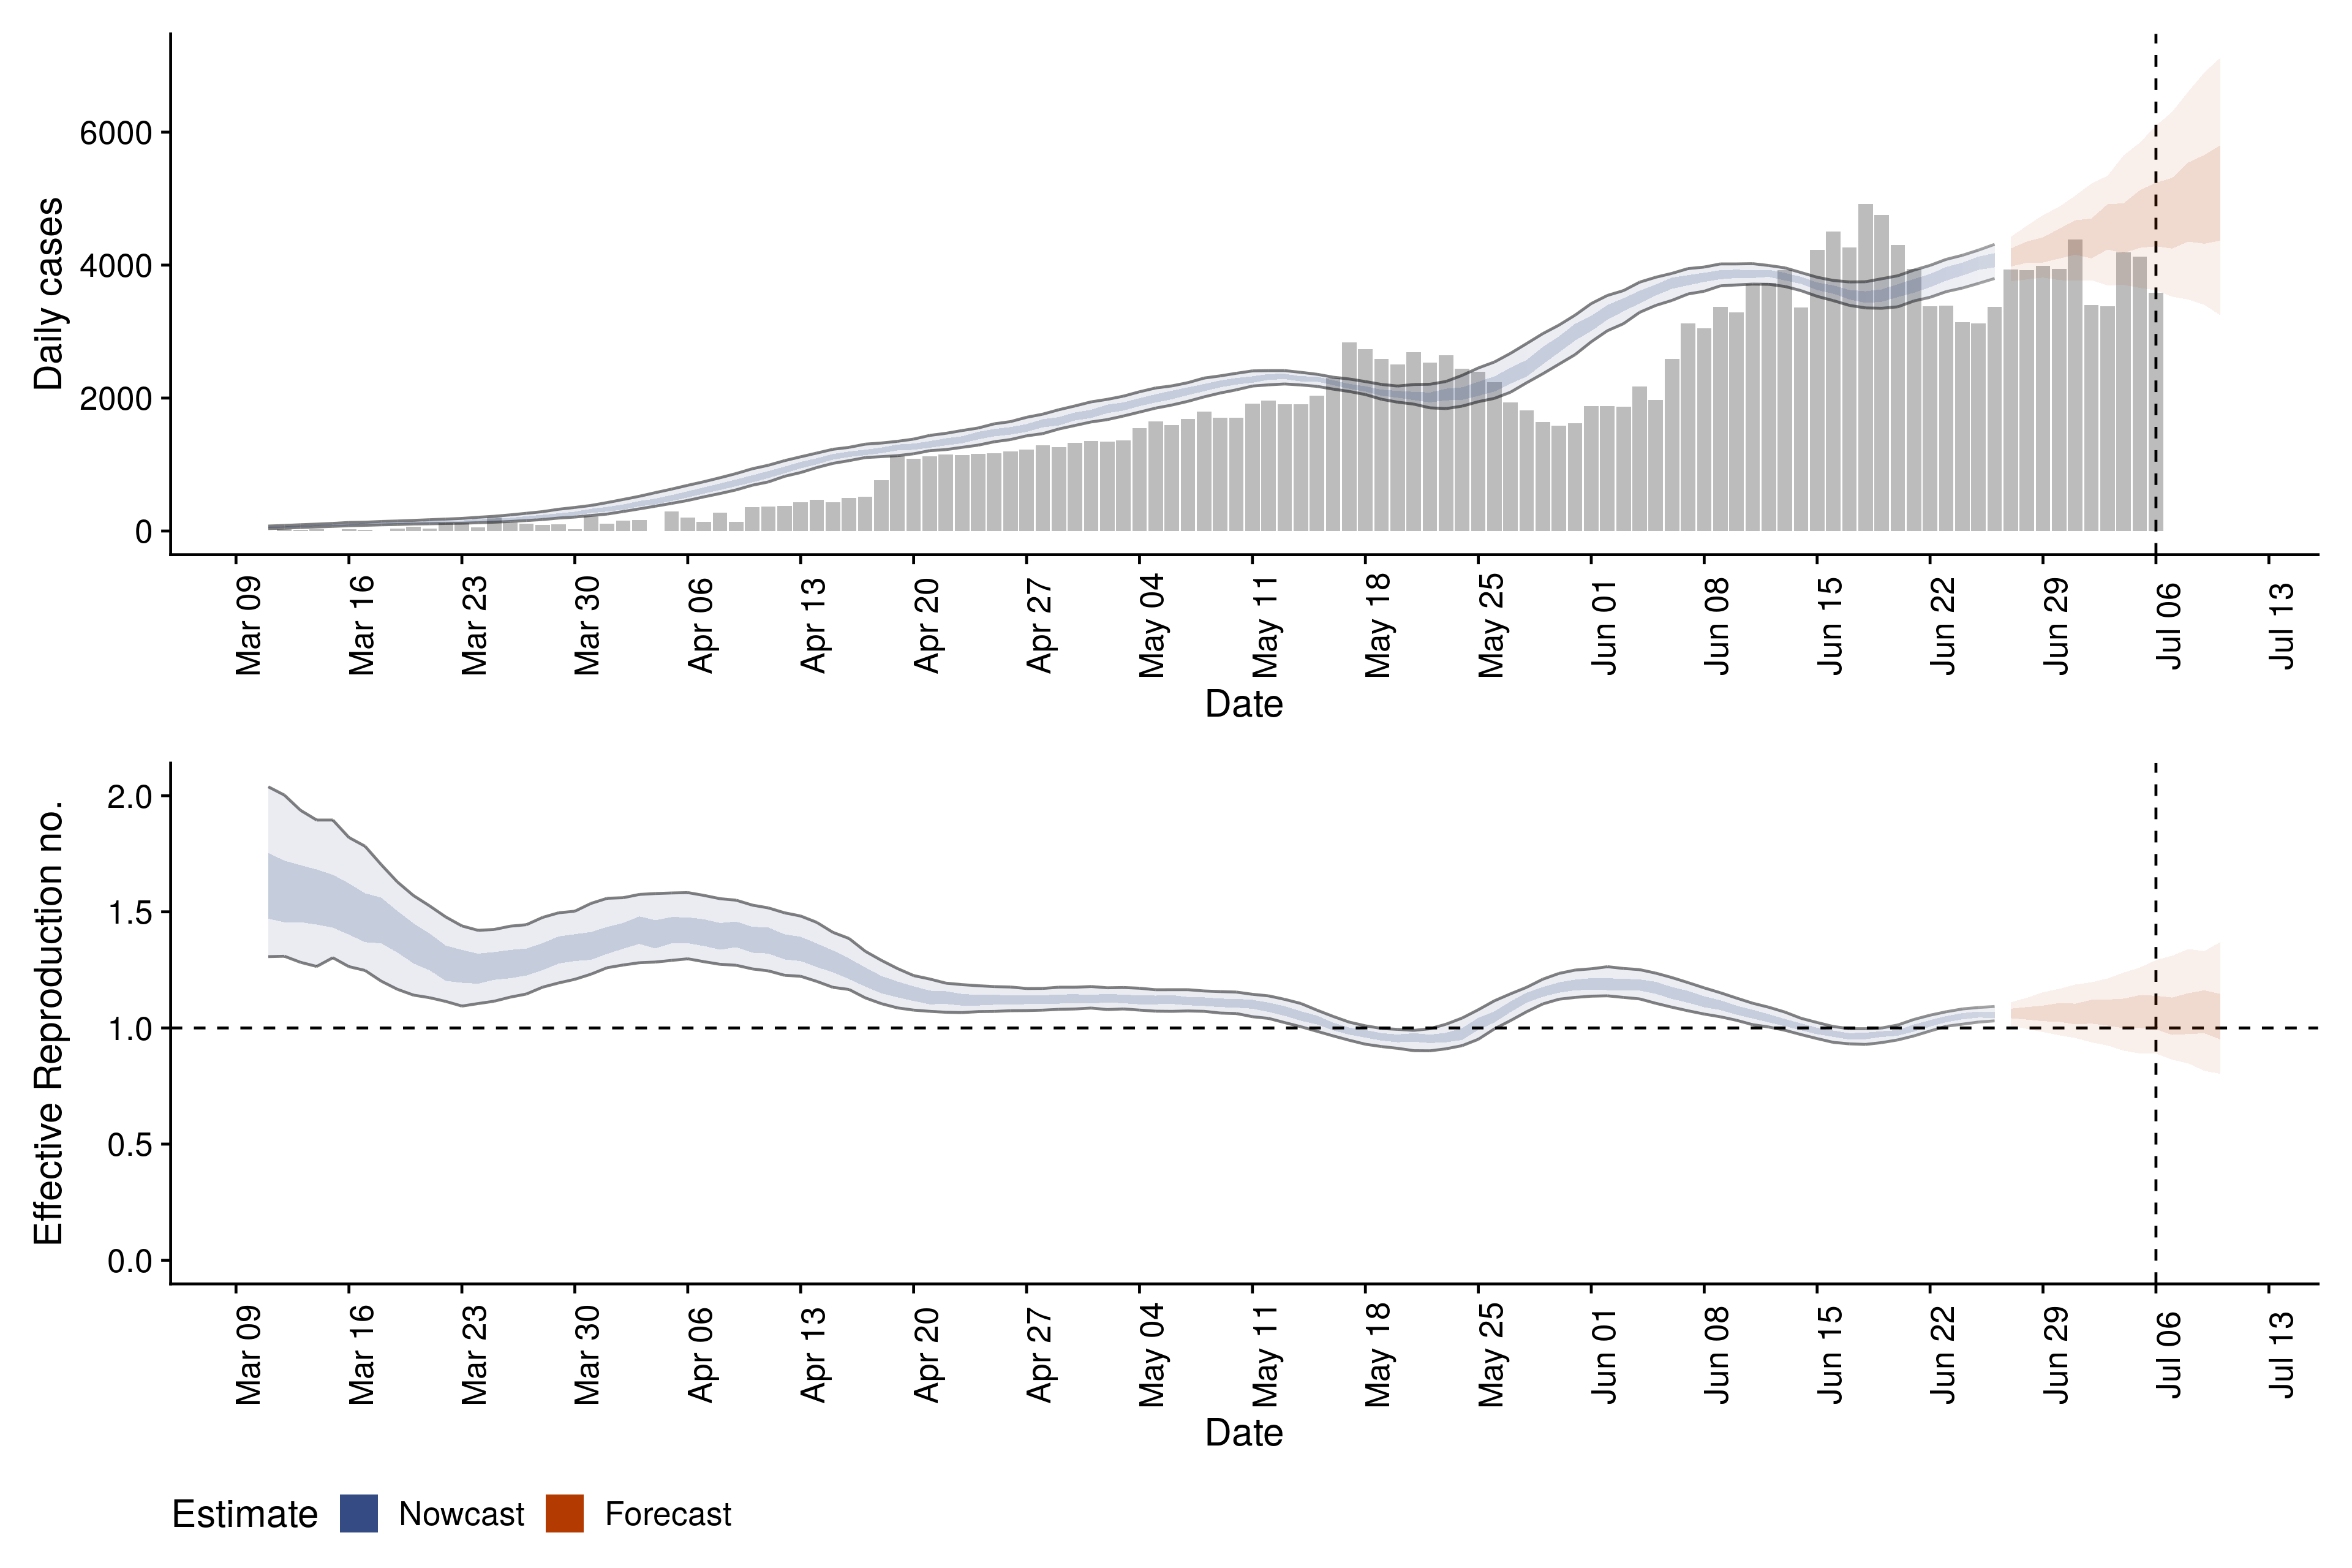 Daily cases
6000
4000
2000
0
Mar 09
Mar 16
Mar 23
Mar 30
Apr 06
Apr 13
Apr 20
Apr 27
May 04
May 11
May 18
May 25
Jun 01
Jun 08
Jun 15
Jun 22
Jun 29
Jul 06
Jul 13
Date
Effective Reproduction no.
2.0
1.5
1.0
0.5
0.0
Mar 09
Mar 16
Mar 23
Mar 30
Apr 06
Apr 13
Apr 20
Apr 27
May 04
May 11
May 18
May 25
Jun 01
Jun 08
Jun 15
Jun 22
Jun 29
Jul 06
Jul 13
Date
Estimate Nowcast Forecast